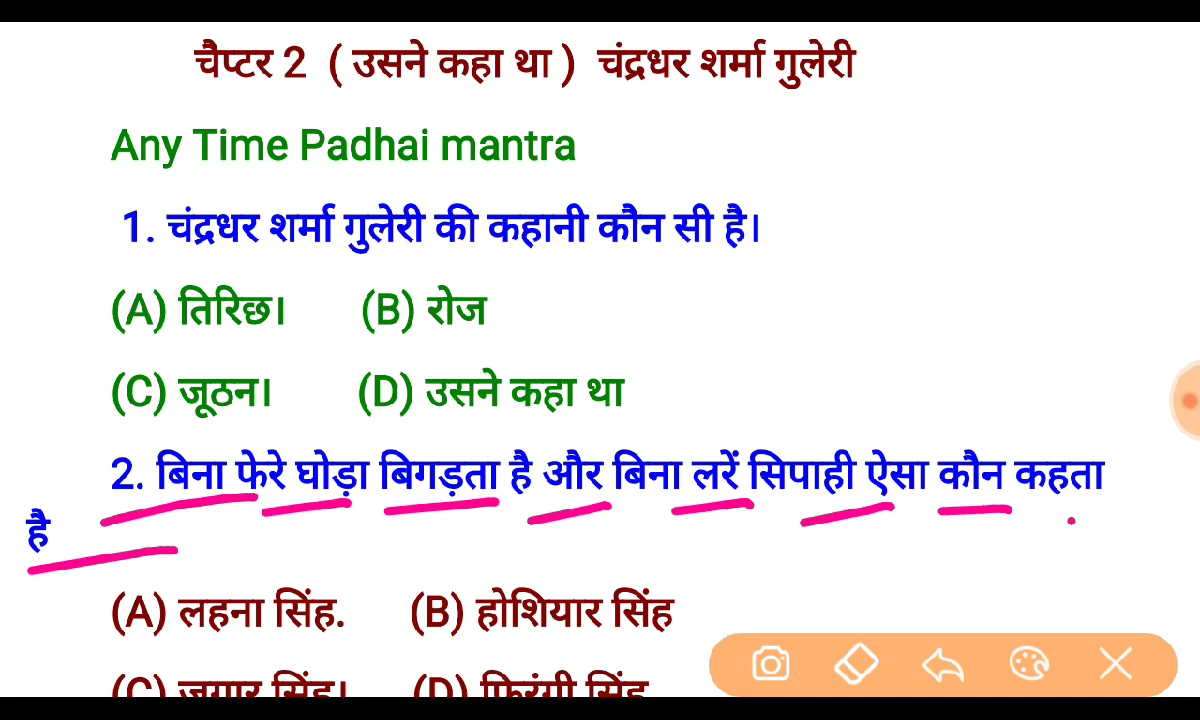 चैप्टर 2 ( उसने कहा था ) चंद्रधर शर्मा गुलेरी
Any Time Padhai mantra
1. चंद्रधर शर्मा गुलेरी की कहानी कौन सी है।
(A) तिरिछ। (B) रोज
(C) जूठन। (D) उसने कहा था
2. बिना फेरे घोड़ा बिगड़ता है और बिना लरें सिपाही ऐसा कौन कहता
है
(A) लहना सिंह. (B) होशियार सिंह
(C) सिंह। (D) फिरंगी सिंह